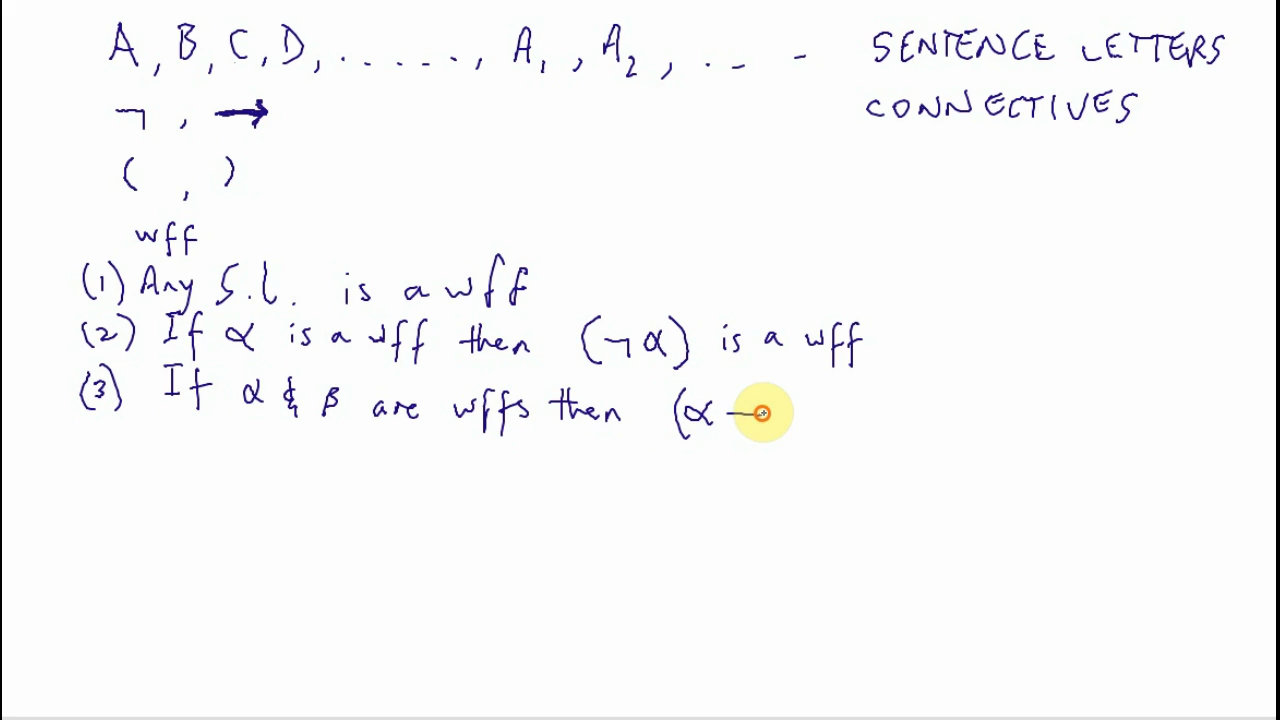 A, B, C, D, ......, A₁, A₂, ... SENTENCE LETTERS
¬, → CONNECTIVES
( , )
wff
(1) Any S.L. is a wff
(2) If α is a wff then (¬α) is a wff
(3) If α & β are wffs then (α —